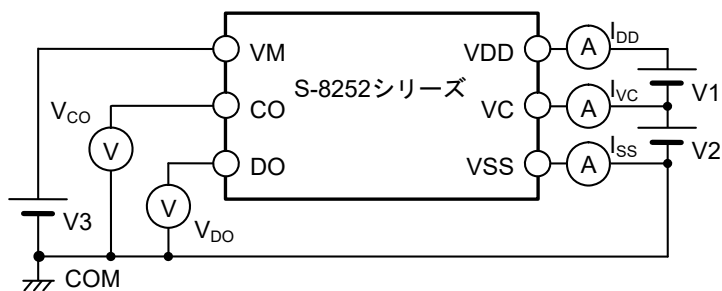 VM
CO
DO
S-8252シリーズ
VDD
VC
VSS
A
A
A
IDD
IVC
ISS
V1
V2
VCO
V
V
VDO
V3
COM